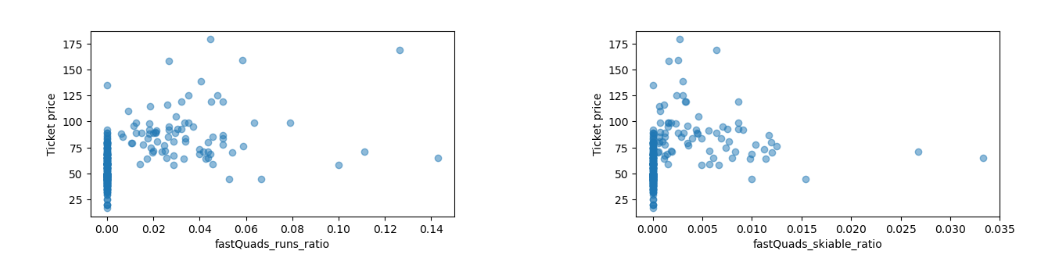 175
150
125
100
75
50
25
Ticket price
0.00 0.02 0.04 0.06 0.08 0.10 0.12 0.14
fastQuads_runs_ratio
175
150
125
100
75
50
25
Ticket price
0.000 0.005 0.010 0.015 0.020 0.025 0.030 0.035
fastQuads_skiable_ratio